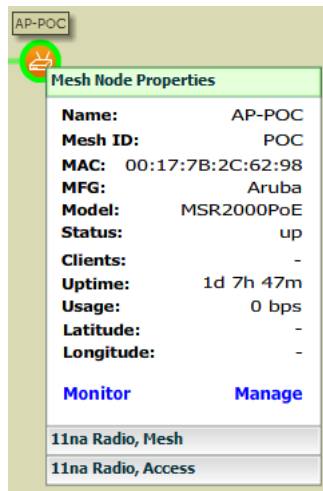 AP-POC
Mesh Node Properties
Name: AP-POC
Mesh ID: POC
MAC: 00:17:7B:2C:62:98
MFG: Aruba
Model: MSR2000PoE
Status: up
Clients: -
Uptime: 1d 7h 47m
Usage: 0 bps
Latitude: -
Longitude: -
Monitor Manage
11na Radio, Mesh
11na Radio, Access